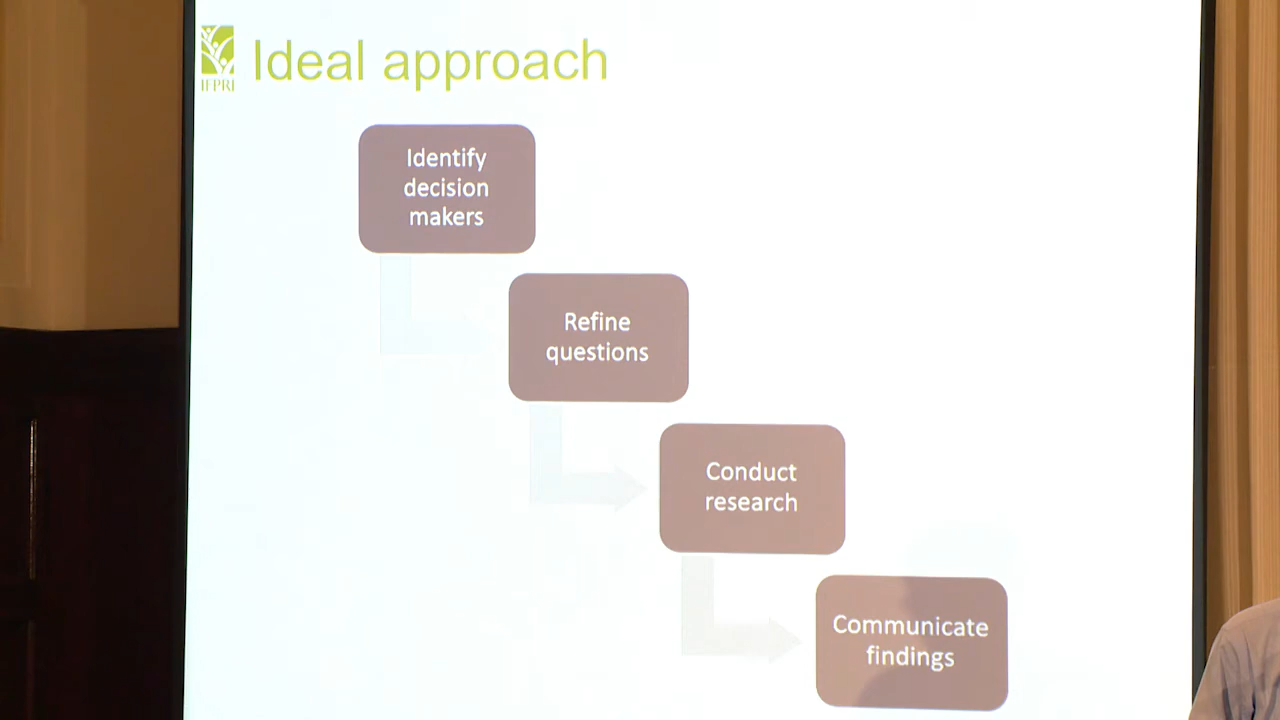 IFPRI
Ideal approach
Identify
decision
makers
Refine
questions
Conduct
research
Communicate
findings